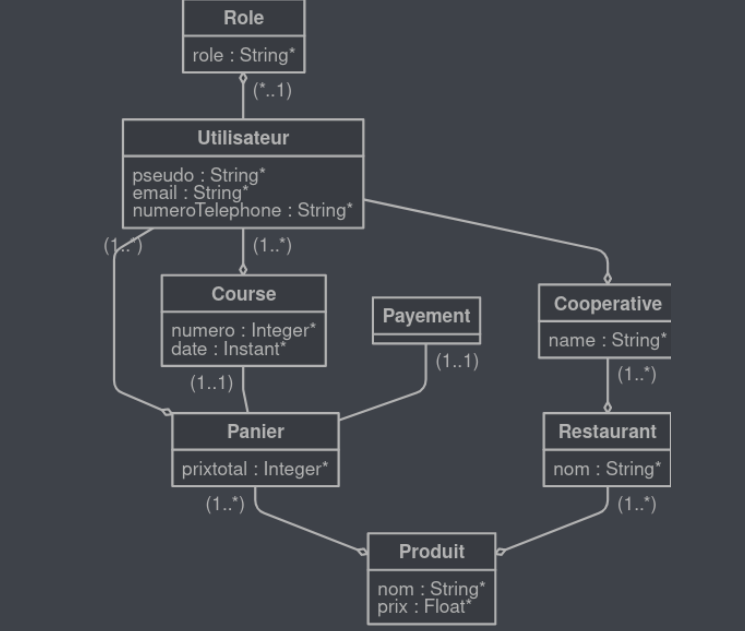 Role
role : String*
(*..1)
Utilisateur
pseudo : String*
email : String*
numeroTelephone : String*
(1..*)
(1..*)
Course
numero : Integer*
date : Instant*
Payement
Cooperative
name : String*
(1..1)
(1..1)
(1..*)
Panier
prixtotal : Integer*
Restaurant
nom : String*
(1..*)
(1..*)
Produit
nom : String*
prix : Float*